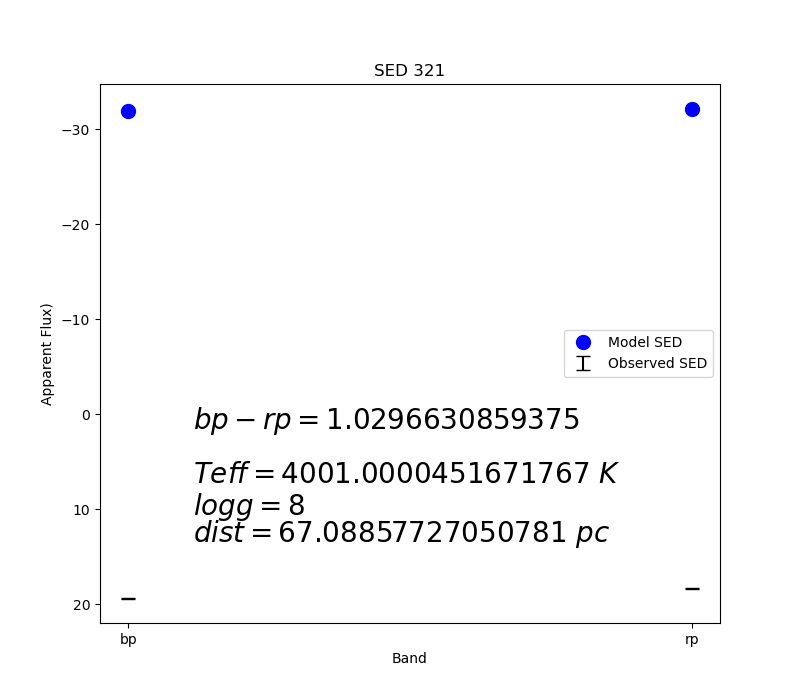 SED 321
Apparent Flux)
−30
−20
−10
0
10
20
Model SED
Observed SED
bp − rp = 1.0296630859375
Teff = 4001.0000451671767 K
logg = 8
dist = 67.08857727050781 pc
bp
rp
Band